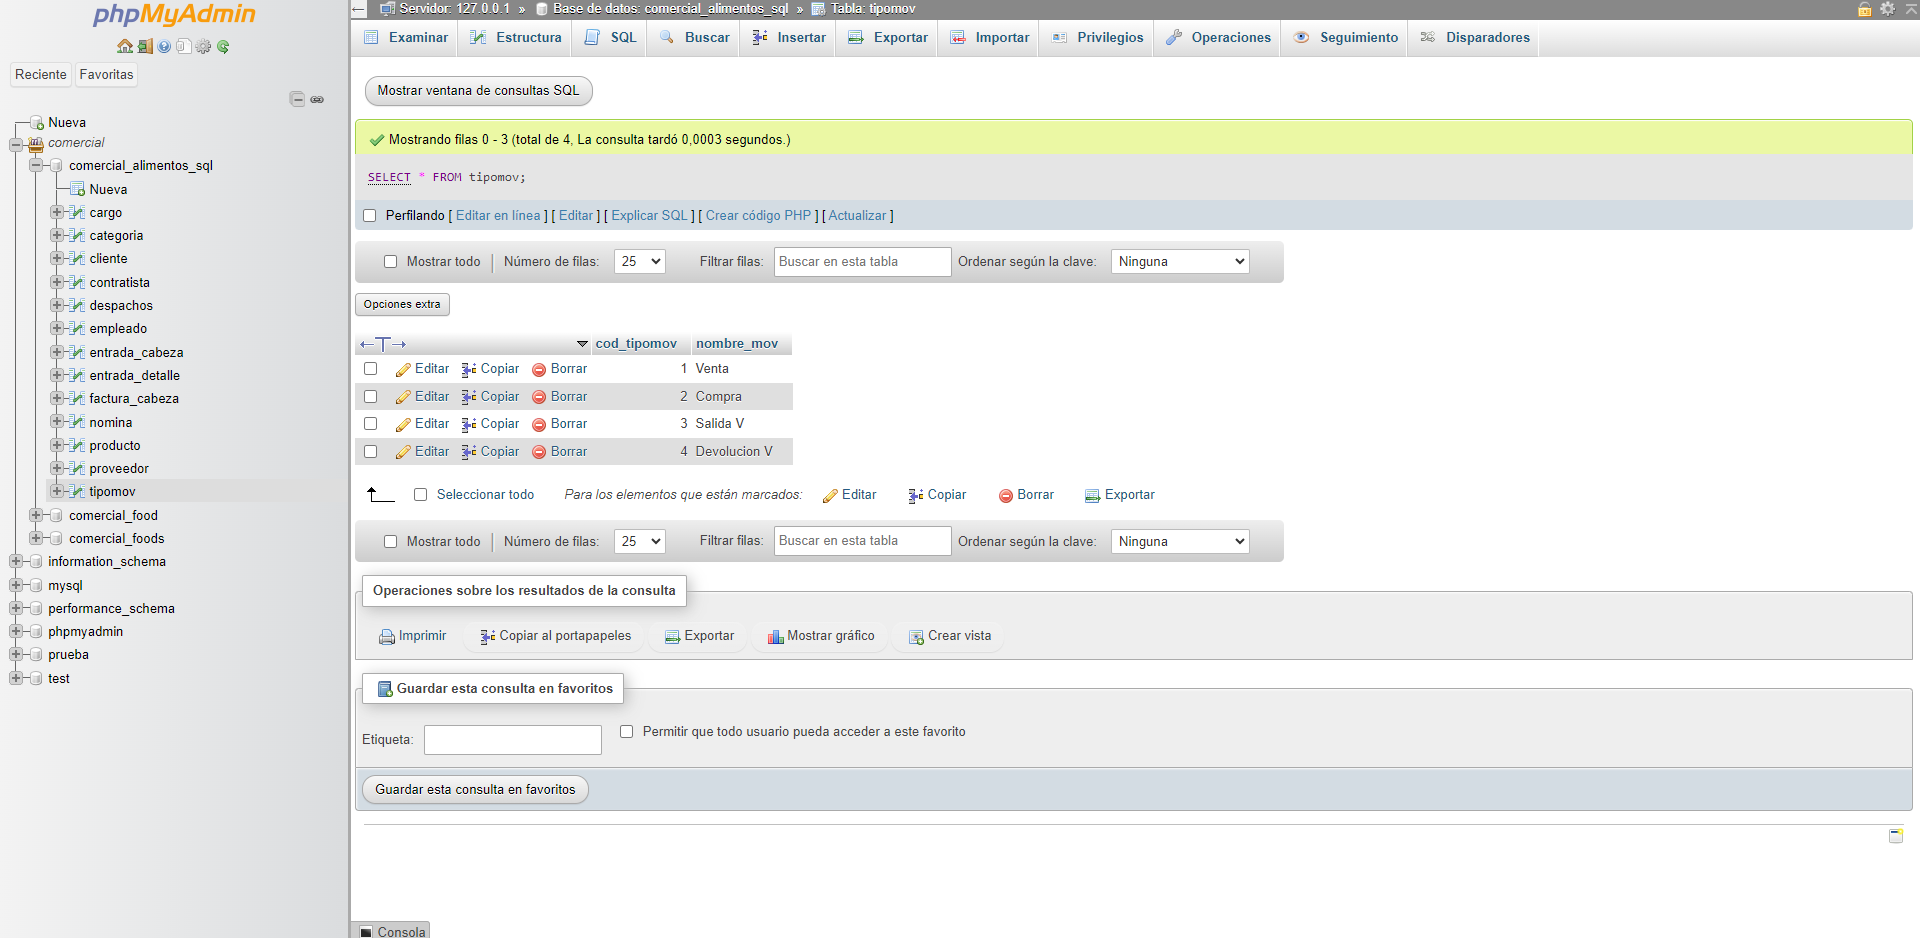 phpMyAdmin
Reciente Favoritas
Nueva
comercial
comercial_alimentos_sql
Nueva
cargo
categoria
cliente
contratista
despachos
empleado
entrada_cabeza
entrada_detalle
factura_cabeza
nomina
producto
proveedor
tipomov
comercial_food
comercial_foods
information_schema
mysql
performance_schema
phpmyadmin
prueba
test
Servidor: 127.0.0.1 » Base de datos: comercial_alimentos_sql » Tabla: tipomov
Examinar Estructura SQL Buscar Insertar Exportar Importar Privilegios Operaciones Seguimiento Disparadores
Mostrar ventana de consultas SQL
Mostrando filas 0 - 3 (total de 4, La consulta tardó 0,0003 segundos.)
SELECT * FROM tipomov;
Perfilando [ Editar en línea ] [ Editar ] [ Explicar SQL ] [ Crear código PHP ] [ Actualizar ]
Mostrar todo | Número de filas: 25 Filtrar filas: Buscar en esta tabla Ordenar según la clave: Ninguna
Opciones extra
cod_tipomov nombre_mov
Editar Copiar Borrar 1 Venta
Editar Copiar Borrar 2 Compra
Editar Copiar Borrar 3 Salida V
Editar Copiar Borrar 4 Devolucion V
Seleccionar todo Para los elementos que están marcados: Editar Copiar Borrar Exportar
Mostrar todo | Número de filas: 25 Filtrar filas: Buscar en esta tabla Ordenar según la clave: Ninguna
Operaciones sobre los resultados de la consulta
Imprimir Copiar al portapapeles Exportar Mostrar gráfico Crear vista
Guardar esta consulta en favoritos
Etiqueta: Permitir que todo usuario pueda acceder a este favorito
Guardar esta consulta en favoritos
Consola